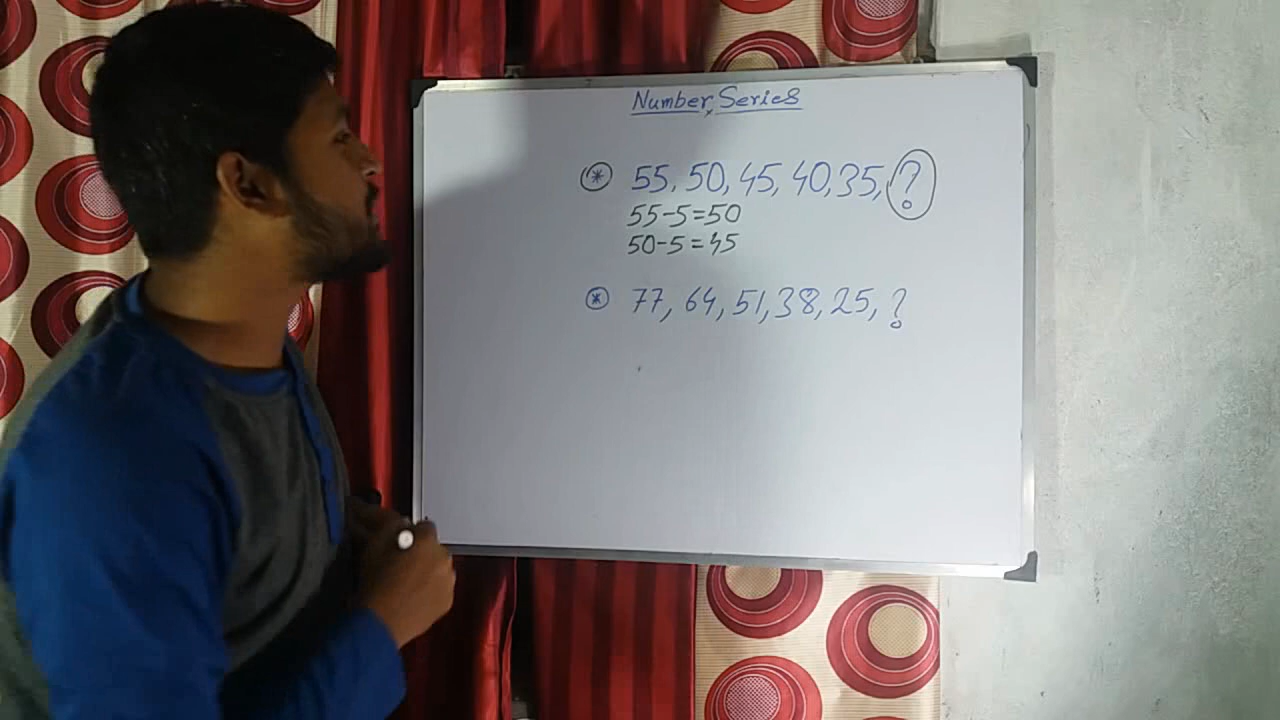 Number Series
* 55, 50, 45, 40, 35, ?
55-5=50
50-5=45
* 77, 64, 51, 38, 25, ?